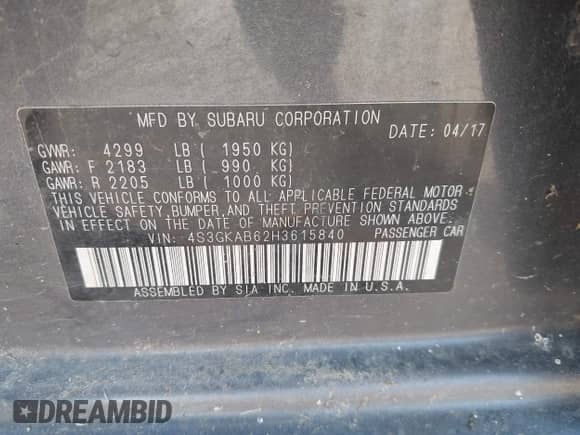 MFD BY SUBARU CORPORATION
DATE: 04/17
GVWR: 4299 LB ( 1950 KG)
GAWR: F 2183 LB ( 990 KG)
GAWR: R 2205 LB ( 1000 KG)
THIS VEHICLE CONFORMS TO ALL APPLICABLE FEDERAL MOTOR
VEHICLE SAFETY,BUMPER,AND THEFT PREVENTION STANDARDS
IN EFFECT ON THE DATE OF MANUFACTURE SHOWN ABOVE.
VIN: 4S3GKAB62H3615840 PASSENGER CAR
ASSEMBLED BY SIA INC. MADE IN U.S.A.
DREAMBID